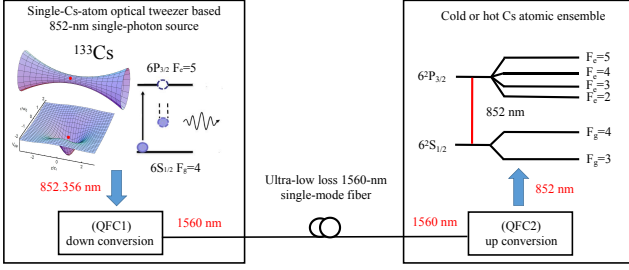 Single-Cs-atom optical tweezer based
852-nm single-photon source
¹³³Cs
6P₃/₂ Fₑ=5
6S₁/₂ F_g=4
852.356 nm
(QFC1)
down conversion
1560 nm
Ultra-low loss 1560-nm
single-mode fiber
Cold or hot Cs atomic ensemble
6²P₃/₂
Fₑ=5
Fₑ=4
Fₑ=3
Fₑ=2
852 nm
6²S₁/₂
F_g=4
F_g=3
852 nm
1560 nm
(QFC2)
up conversion